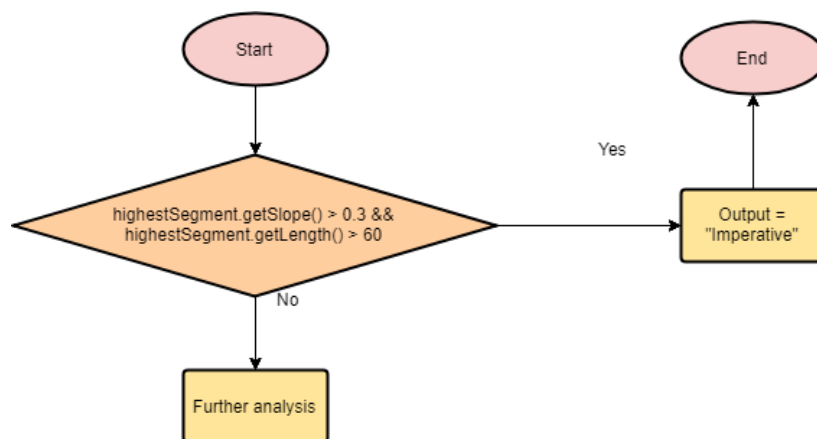 Start
End
Yes
highestSegment.getSlope() > 0.3 &&
highestSegment.getLength() > 60
Output =
"Imperative"
No
Further analysis